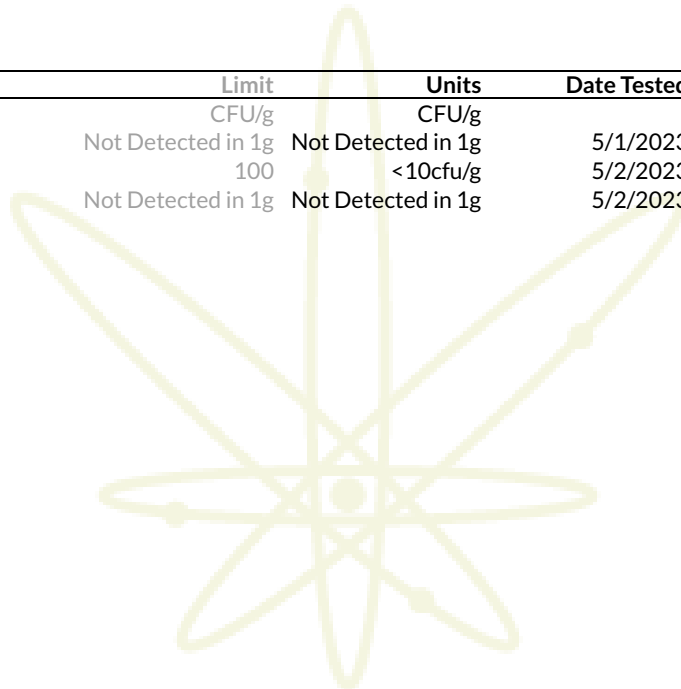 Limit Units Date Tested
CFU/g CFU/g
Not Detected in 1g Not Detected in 1g 5/1/2023
100 <10cfu/g 5/2/2023
Not Detected in 1g Not Detected in 1g 5/2/2023